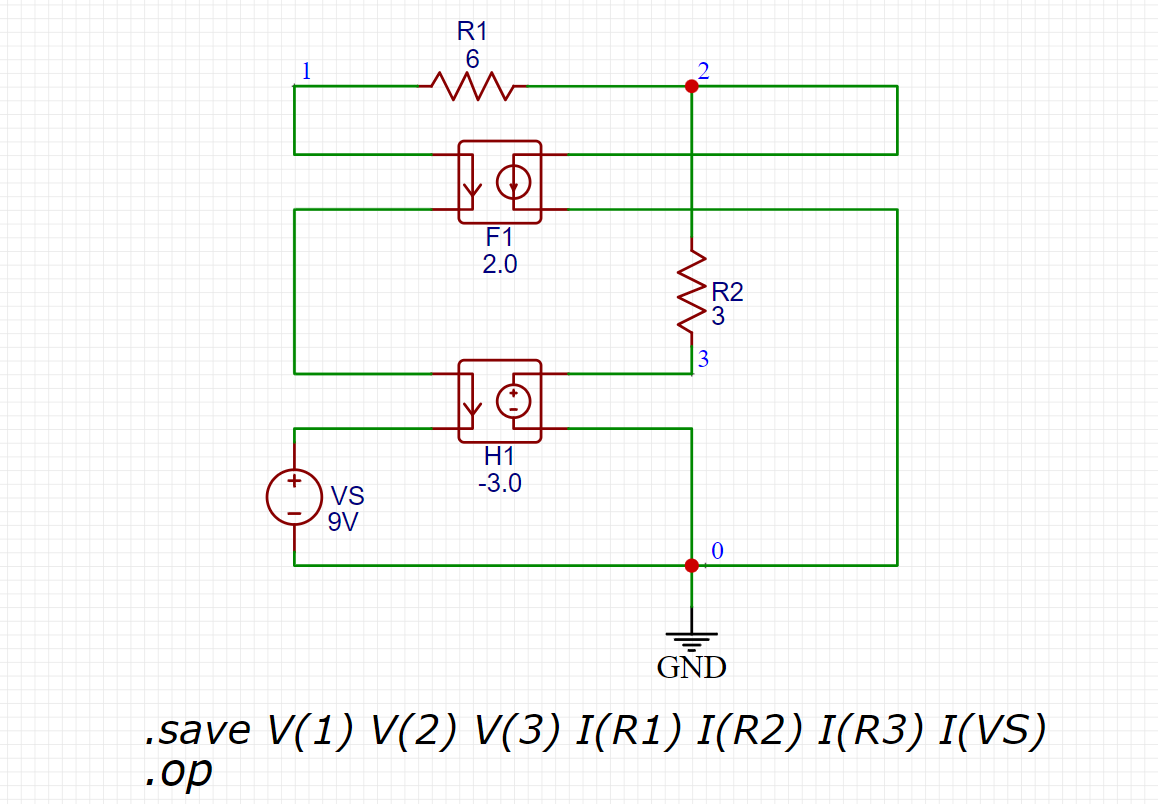 R1
6
1
2
F1
2.0
R2
3
3
H1
-3.0
VS
9V
0
GND
.save V(1) V(2) V(3) I(R1) I(R2) I(R3) I(VS)
.op